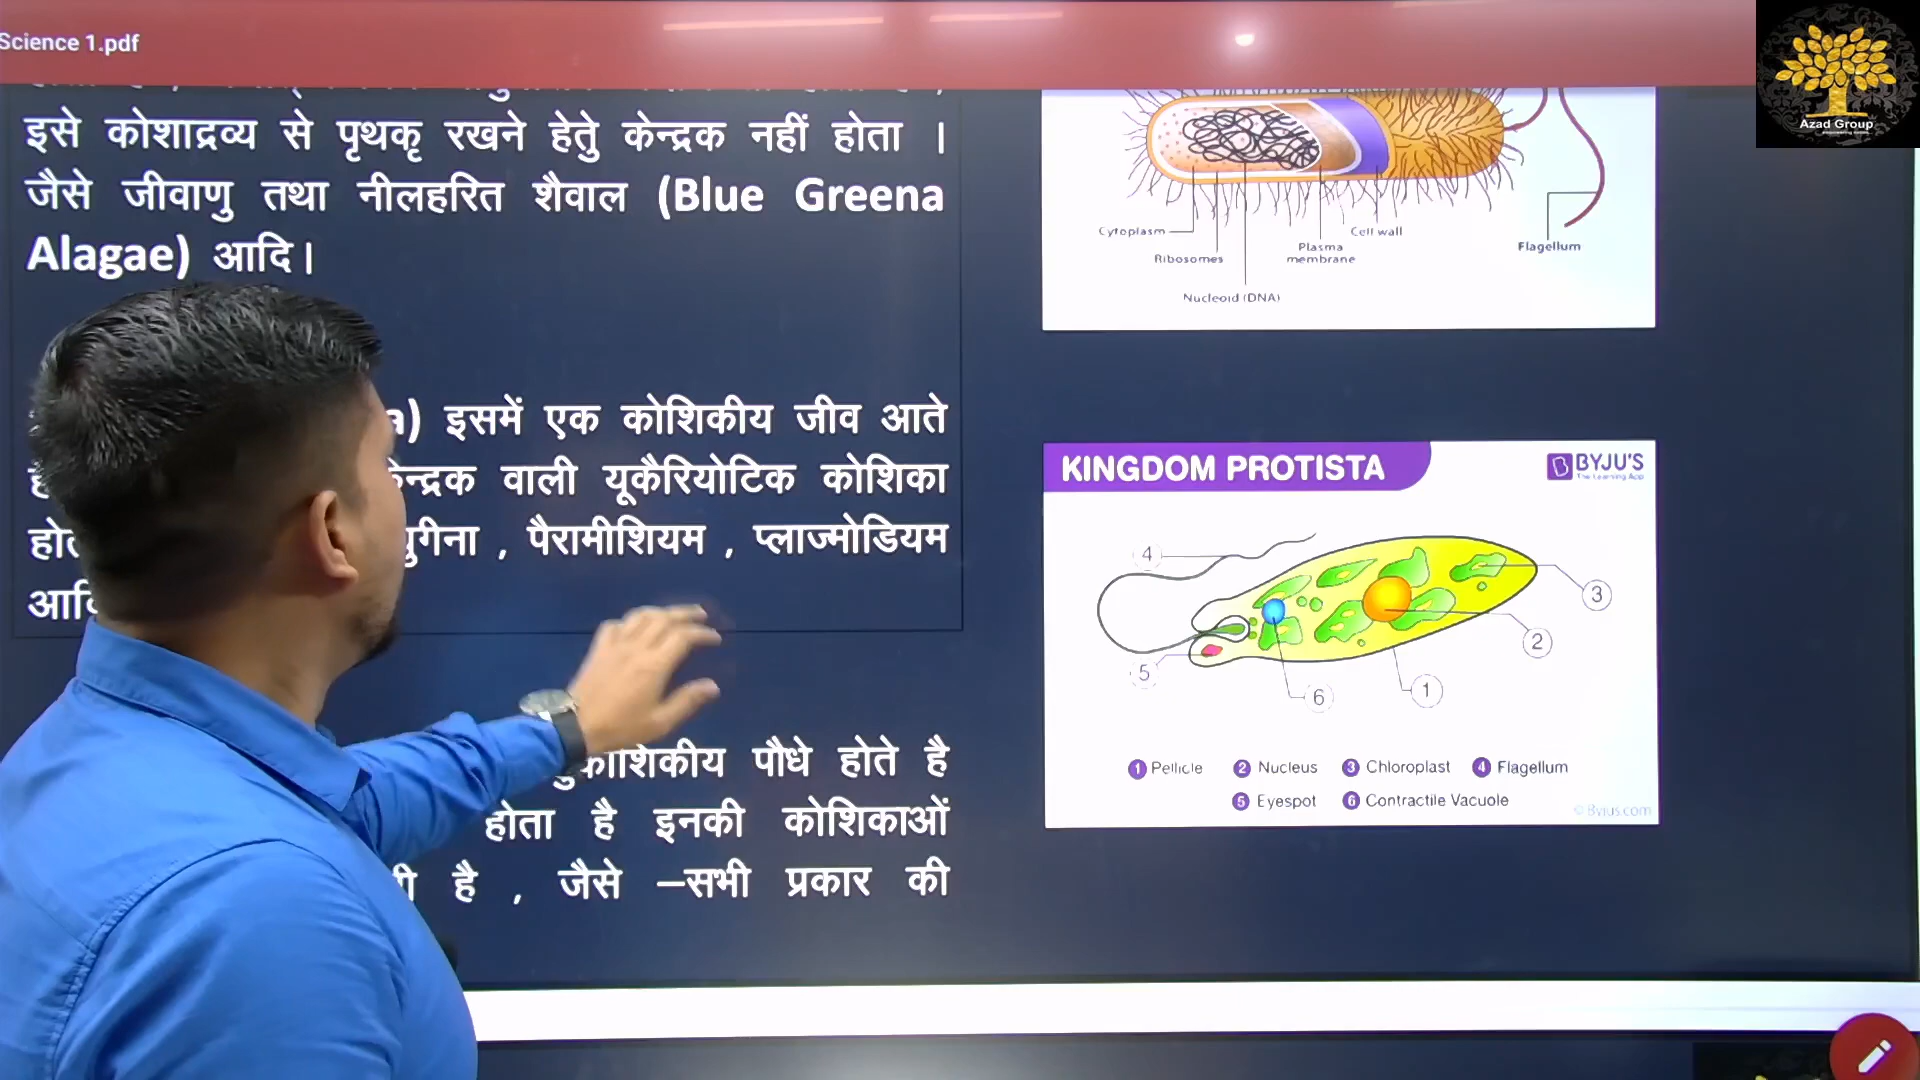 Science 1.pdf
इसे कोशाद्रव्य से पृथकृ रखने हेतुे केन्द्रक नहीं होता ।
जैसे जीवाणु तथा नीलहरित शैवाल (Blue Greena
Alagae) आदि।
इसमें एक कोशिकीय जीव आते
वाली यूकैरियोटिक कोशिका
, पैरामीशियम , प्लाज्मोडियम
पौधे होते है
होता है इनकी कोशिकाओं
है , जैसे –सभी प्रकार की
Cytoplasm
Ribosomes
Nucleoid (DNA)
Plasma
membrane
Cell wall
Flagellum
KINGDOM PROTISTA
BYJU'S
The Learning App
4
3
2
5
6
1
1 Pellicle 2 Nucleus 3 Chloroplast 4 Flagellum
5 Eyespot 6 Contractile Vacuole
© Byjus.com
Azad Group